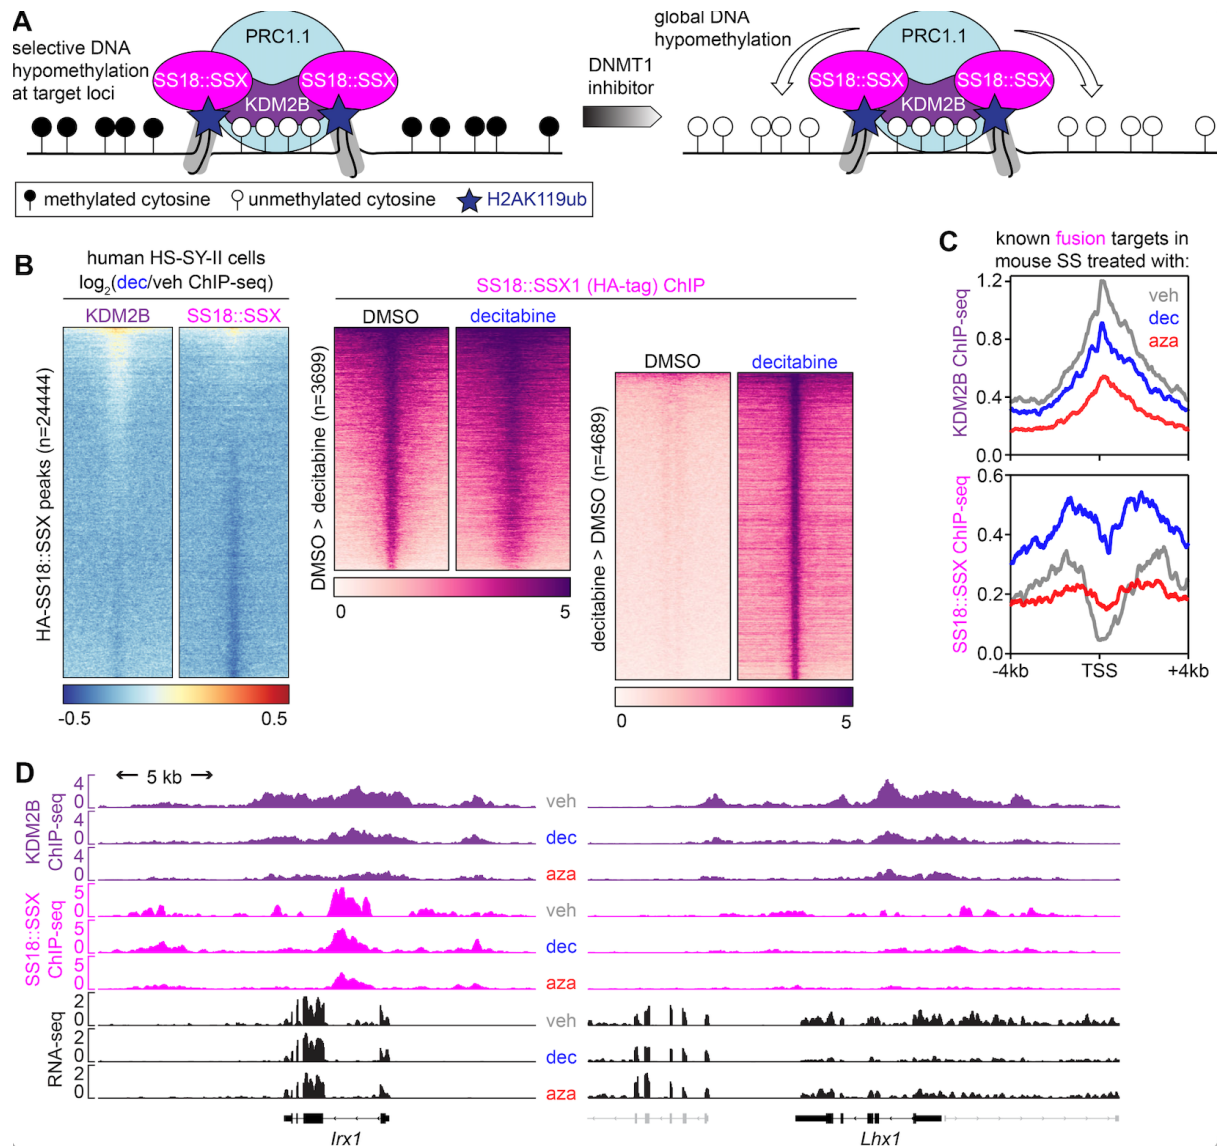 A
selective DNA
hypomethylation
at target loci
PRC1.1
SS18::SSX
SS18::SSX
KDM2B
DNMT1
inhibitor
global DNA
hypomethylation
PRC1.1
SS18::SSX
SS18::SSX
KDM2B
methylated cytosine
unmethylated cytosine
H2AK119ub
B
human HS-SY-II cells
log2(dec/veh ChIP-seq)
KDM2B
SS18::SSX
HA-SS18::SSX peaks (n=24444)
-0.5
0.5
SS18::SSX1 (HA-tag) ChIP
DMSO
decitabine
DMSO > decitabine (n=3699)
0
5
DMSO
decitabine
decitabine > DMSO (n=4689)
0
5
C
known fusion targets in
mouse SS treated with:
veh
dec
aza
KDM2B ChIP-seq
1.2
0.8
0.4
0.0
SS18::SSX ChIP-seq
0.6
0.4
0.2
0.0
-4kb
TSS
+4kb
D
5 kb
KDM2B
ChIP-seq
4
0
veh
4
0
dec
4
0
aza
SS18::SSX
ChIP-seq
5
0
veh
5
0
dec
5
0
aza
RNA-seq
2
0
veh
2
0
dec
2
0
aza
Irx1
Lhx1